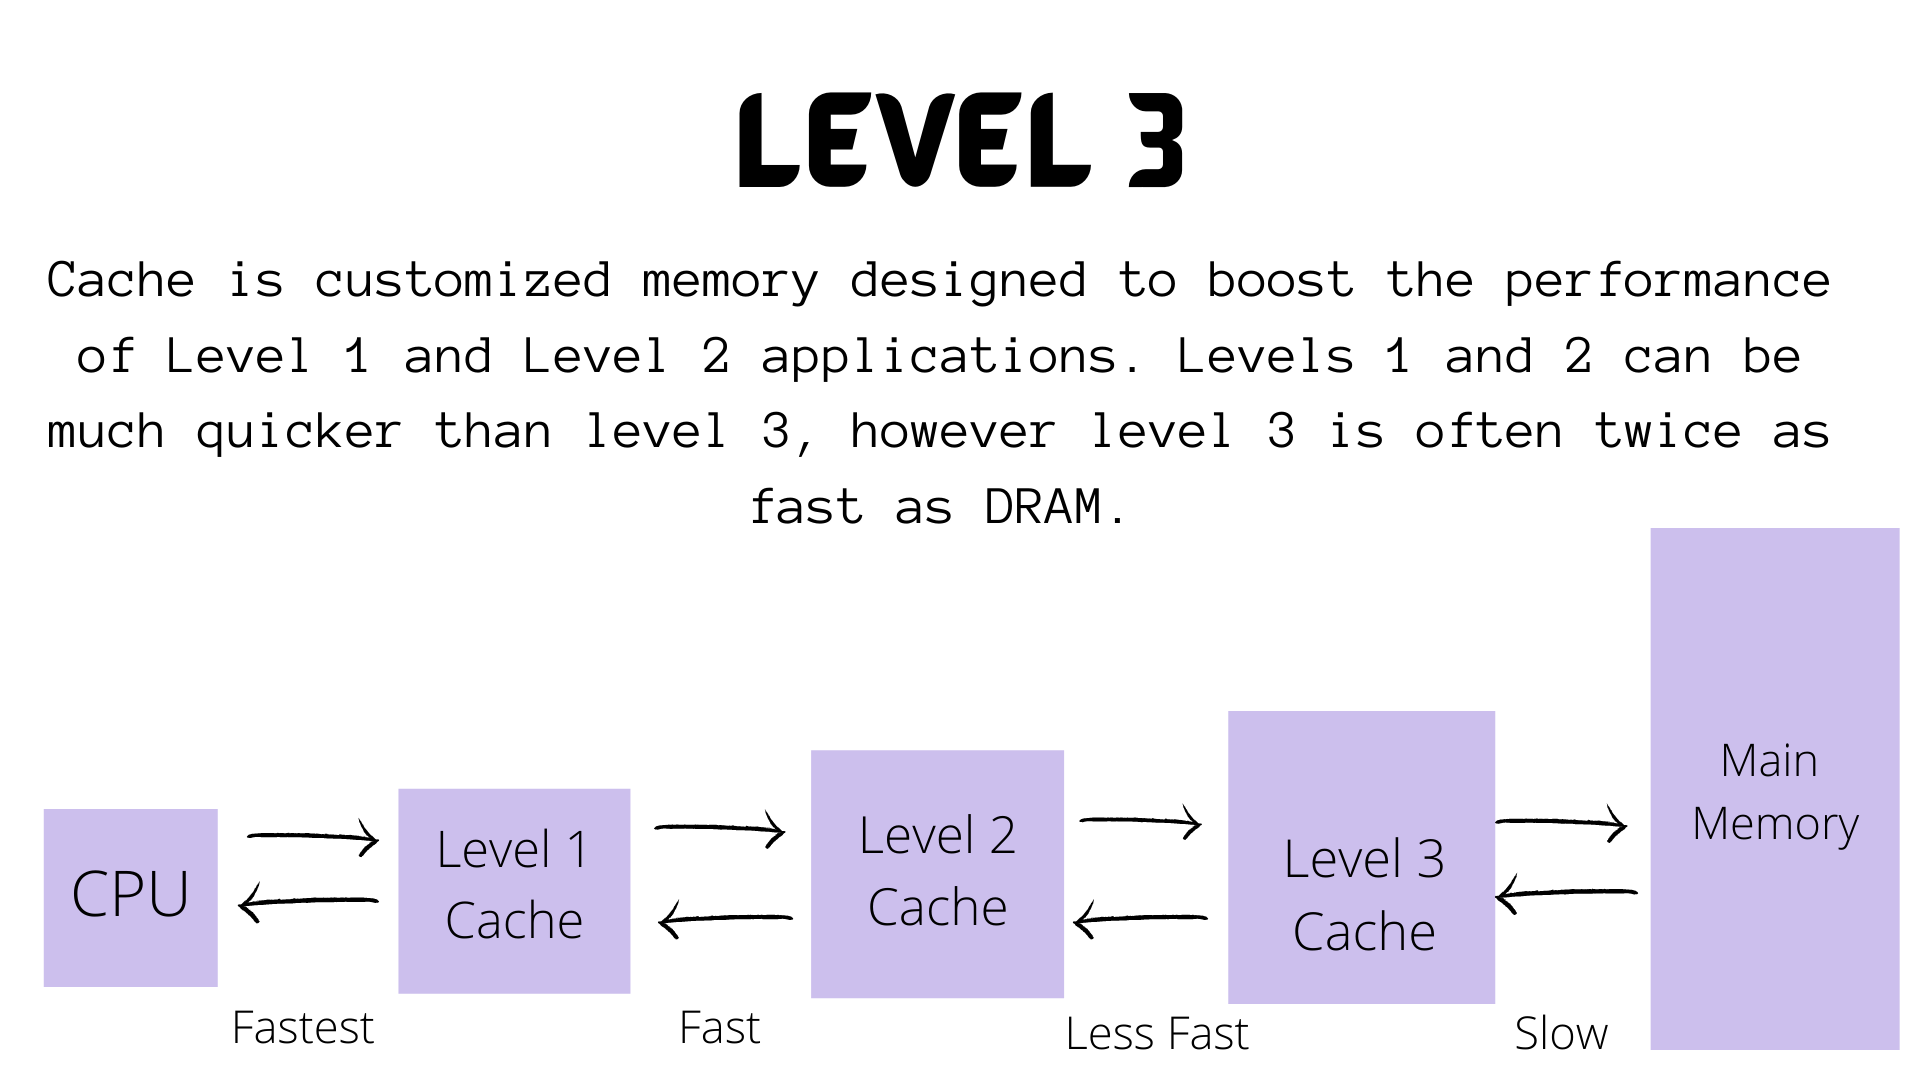 LEVEL 3
Cache is customized memory designed to boost the performance
of Level 1 and Level 2 applications. Levels 1 and 2 can be
much quicker than level 3, however level 3 is often twice as
fast as DRAM.
CPU
Level 1
Cache
Level 2
Cache
Level 3
Cache
Main
Memory
Fastest
Fast
Less Fast
Slow